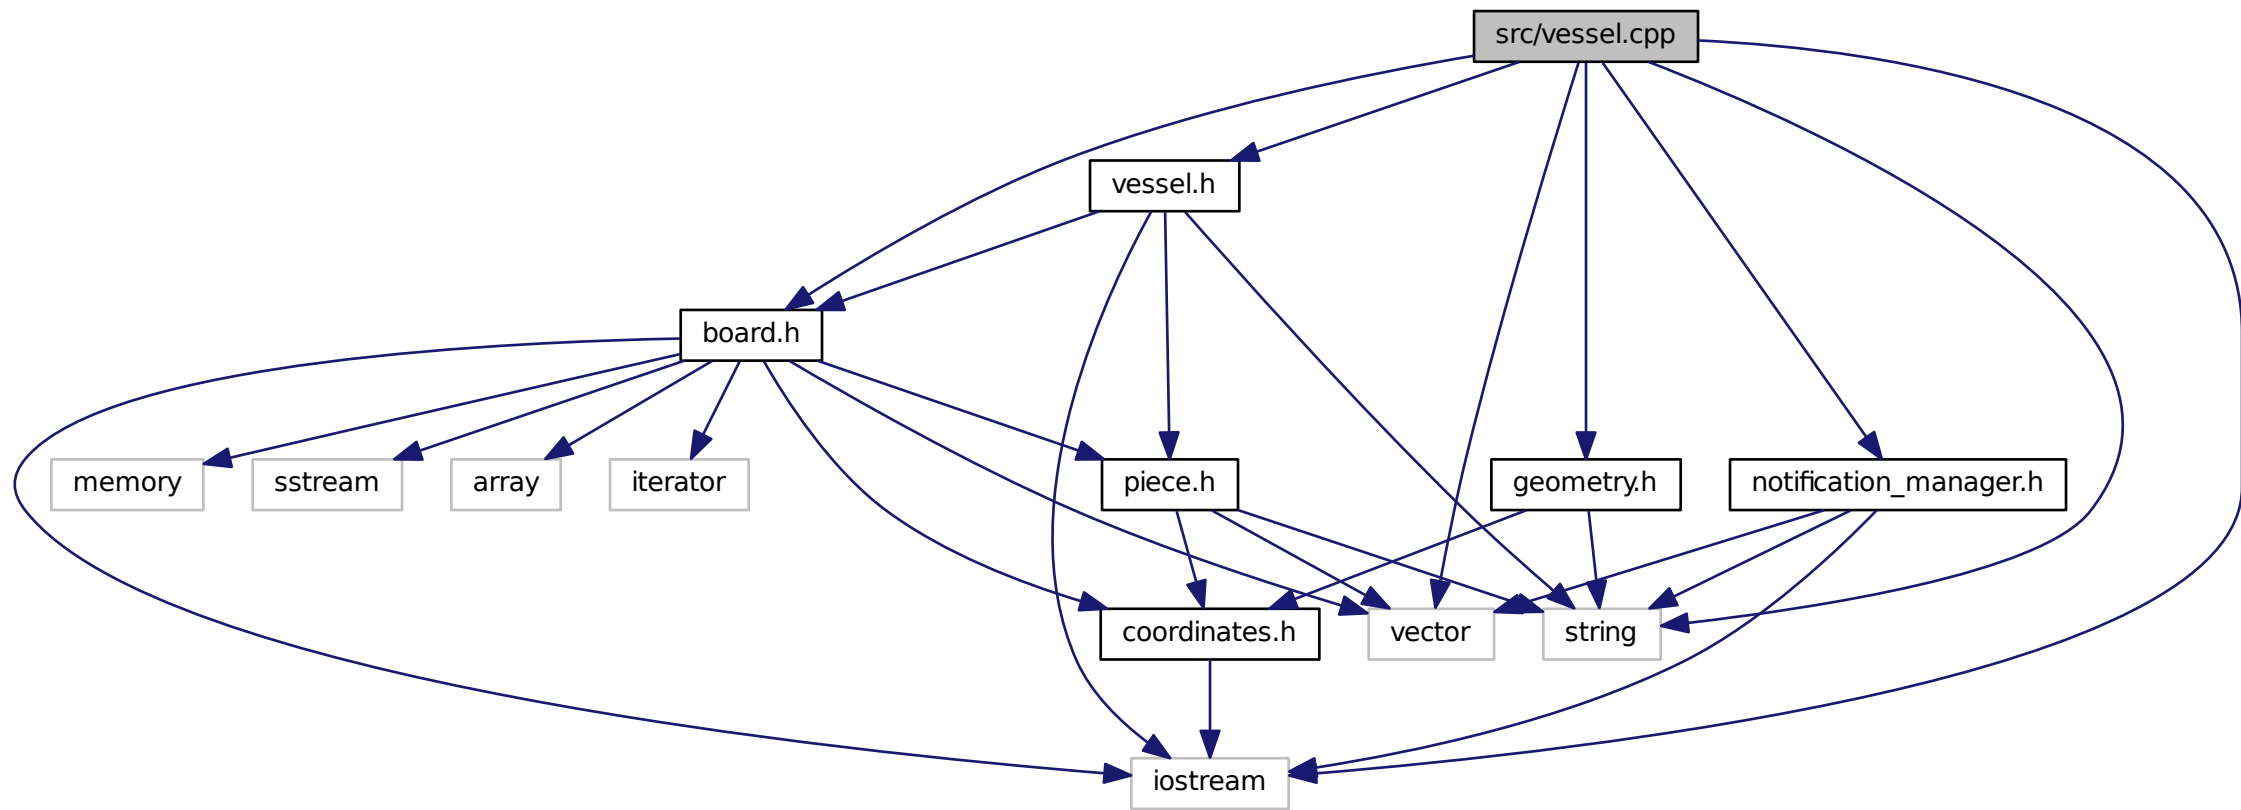 src/vessel.cpp
vessel.h
board.h
memory
sstream
array
iterator
piece.h
geometry.h
notification_manager.h
coordinates.h
vector
string
iostream